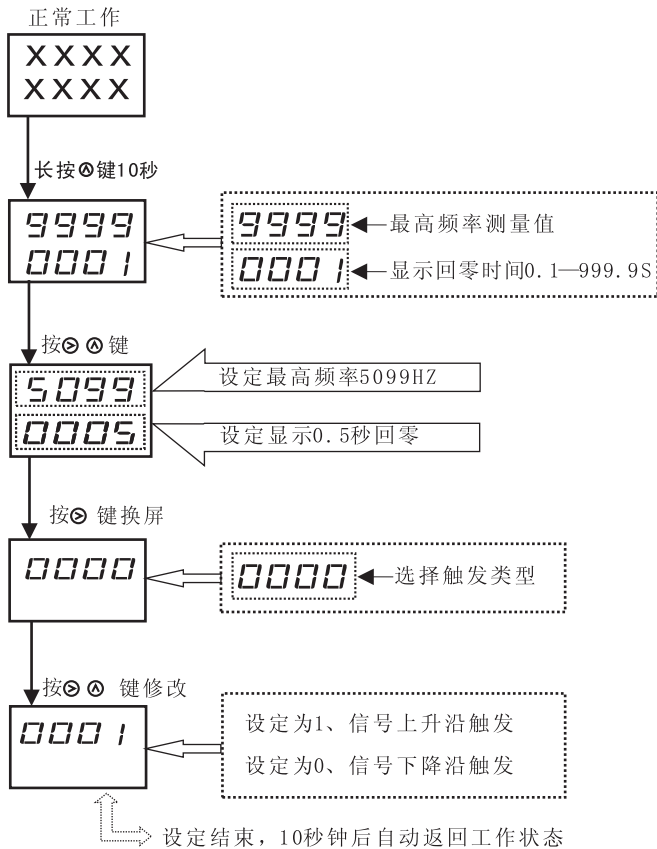 正常工作
XXXX
XXXX
长按键10秒
9999
0001
9999 最高频率测量值
0001 显示回零时间0.1—999.9S
按 键
5099
0005
设定最高频率5099HZ
设定显示0.5秒回零
按 键换屏
0000
0000 选择触发类型
按 键修改
0001
设定为1、信号上升沿触发
设定为0、信号下降沿触发
设定结束，10秒钟后自动返回工作状态